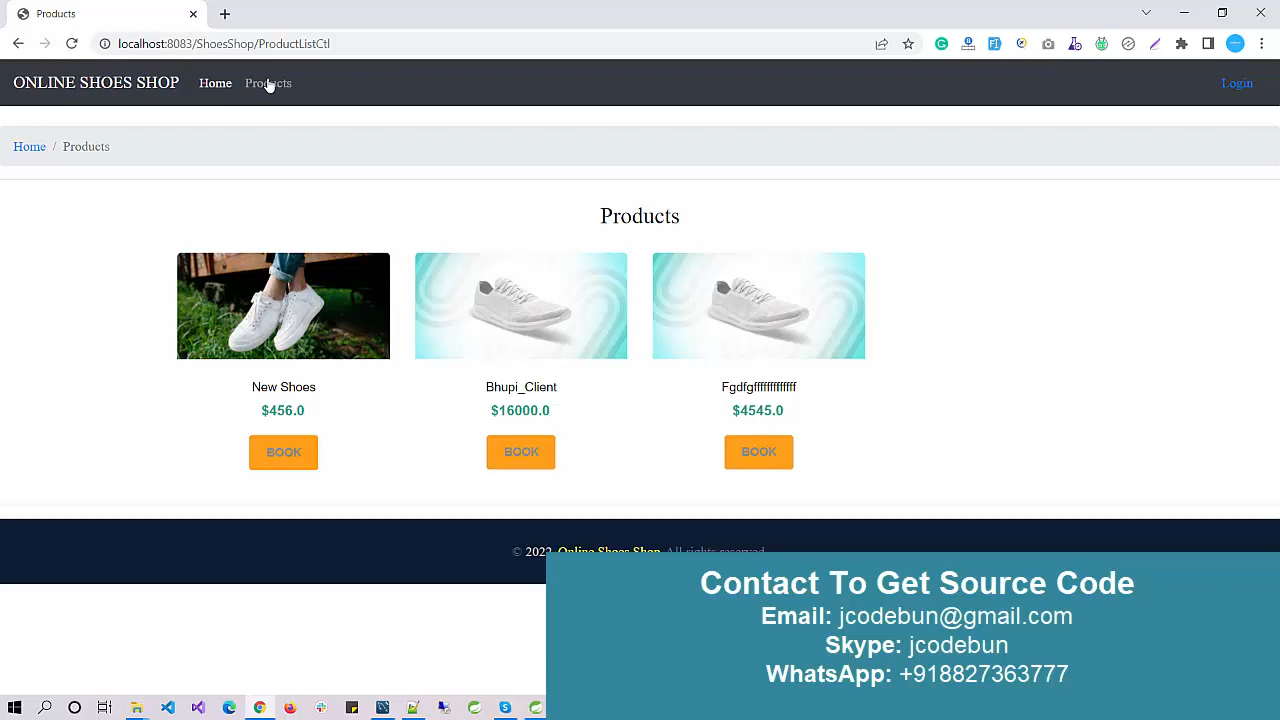 Products
localhost:8083/ShoesShop/ProductListCtl
ONLINE SHOES SHOP Home Products Login
Home / Products
Products
New Shoes Bhupi_Client Fgdfgfffffffffffff
$456.0 $16000.0 $4545.0
BOOK BOOK BOOK
© 2022 Online Shoes Shop. All rights reserved
Contact To Get Source Code
Email: jcodebun@gmail.com
Skype: jcodebun
WhatsApp: +918827363777